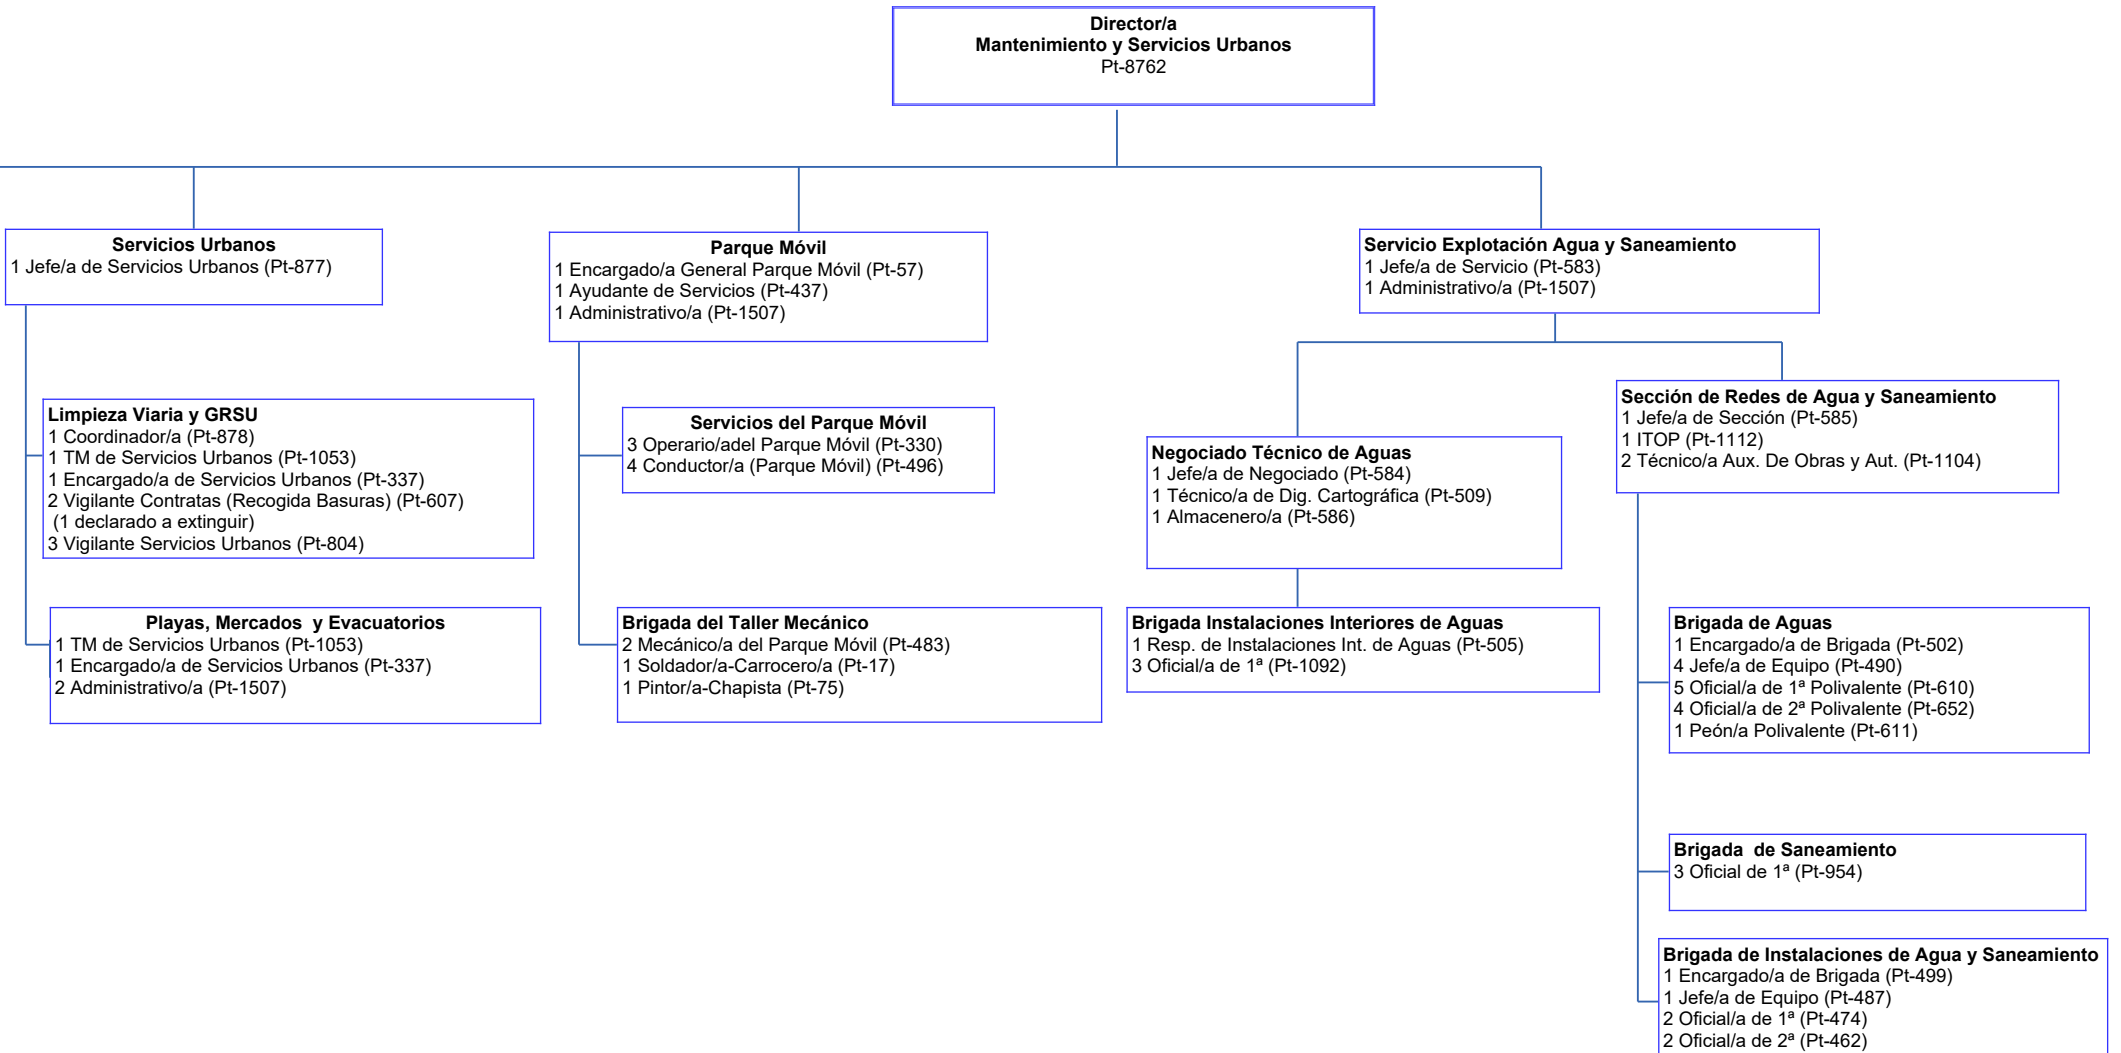 Director/a
Mantenimiento y Servicios Urbanos
Pt-8762
Servicios Urbanos
1 Jefe/a de Servicios Urbanos (Pt-877)
Limpieza Viaria y GRSU
1 Coordinador/a (Pt-878)
1 TM de Servicios Urbanos (Pt-1053)
1 Encargado/a de Servicios Urbanos (Pt-337)
2 Vigilante Contratas (Recogida Basuras) (Pt-607)
(1 declarado a extinguir)
3 Vigilante Servicios Urbanos (Pt-804)
Playas, Mercados  y Evacuatorios
1 TM de Servicios Urbanos (Pt-1053)
1 Encargado/a de Servicios Urbanos (Pt-337)
2 Administrativo/a (Pt-1507)
Parque Móvil
1 Encargado/a General Parque Móvil (Pt-57)
1 Ayudante de Servicios (Pt-437)
1 Administrativo/a (Pt-1507)
Servicios del Parque Móvil
3 Operario/adel Parque Móvil (Pt-330)
4 Conductor/a (Parque Móvil) (Pt-496)
Brigada del Taller Mecánico
2 Mecánico/a del Parque Móvil (Pt-483)
1 Soldador/a-Carrocero/a (Pt-17)
1 Pintor/a-Chapista (Pt-75)
Servicio Explotación Agua y Saneamiento
1 Jefe/a de Servicio (Pt-583)
1 Administrativo/a (Pt-1507)
Negociado Técnico de Aguas
1 Jefe/a de Negociado (Pt-584)
1 Técnico/a de Dig. Cartográfica (Pt-509)
1 Almacenero/a (Pt-586)
Brigada Instalaciones Interiores de Aguas
1 Resp. de Instalaciones Int. de Aguas (Pt-505)
3 Oficial/a de 1ª (Pt-1092)
Sección de Redes de Agua y Saneamiento
1 Jefe/a de Sección (Pt-585)
1 ITOP (Pt-1112)
2 Técnico/a Aux. De Obras y Aut. (Pt-1104)
Brigada de Aguas
1 Encargado/a de Brigada (Pt-502)
4 Jefe/a de Equipo (Pt-490)
5 Oficial/a de 1ª Polivalente (Pt-610)
4 Oficial/a de 2ª Polivalente (Pt-652)
1 Peón/a Polivalente (Pt-611)
Brigada  de Saneamiento
3 Oficial de 1ª (Pt-954)
Brigada de Instalaciones de Agua y Saneamiento
1 Encargado/a de Brigada (Pt-499)
1 Jefe/a de Equipo (Pt-487)
2 Oficial/a de 1ª (Pt-474)
2 Oficial/a de 2ª (Pt-462)